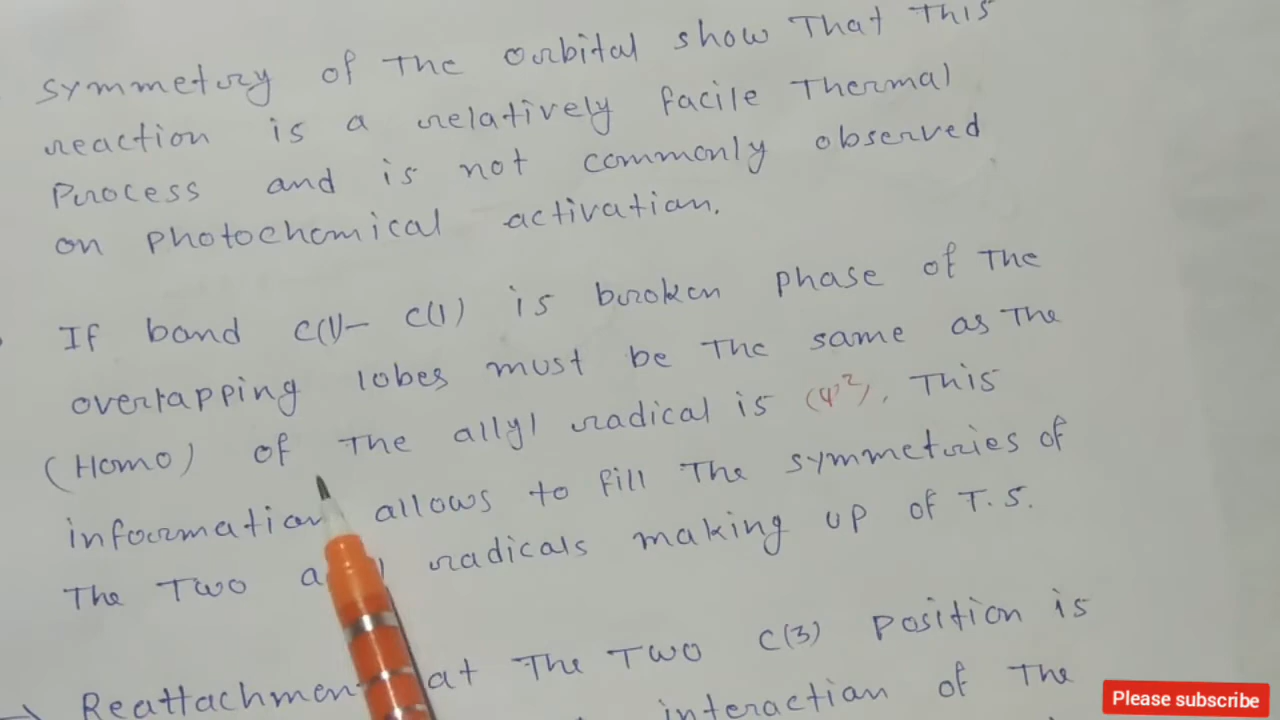 symmetry of The Orbital show That This
reaction is a relatively facile Thermal
Process and is not commonly observed
on photochemical activation.
If band C(1)- C(1) is broken phase of The
overlapping lobes must be The same as The
(Homo) of The allyl radical is (ψ²). This
information allows to fill The symmetries of
The Two radicals making up of T.S.
Reattachment at The Two C(3) Position is
interaction of The
Please subscribe